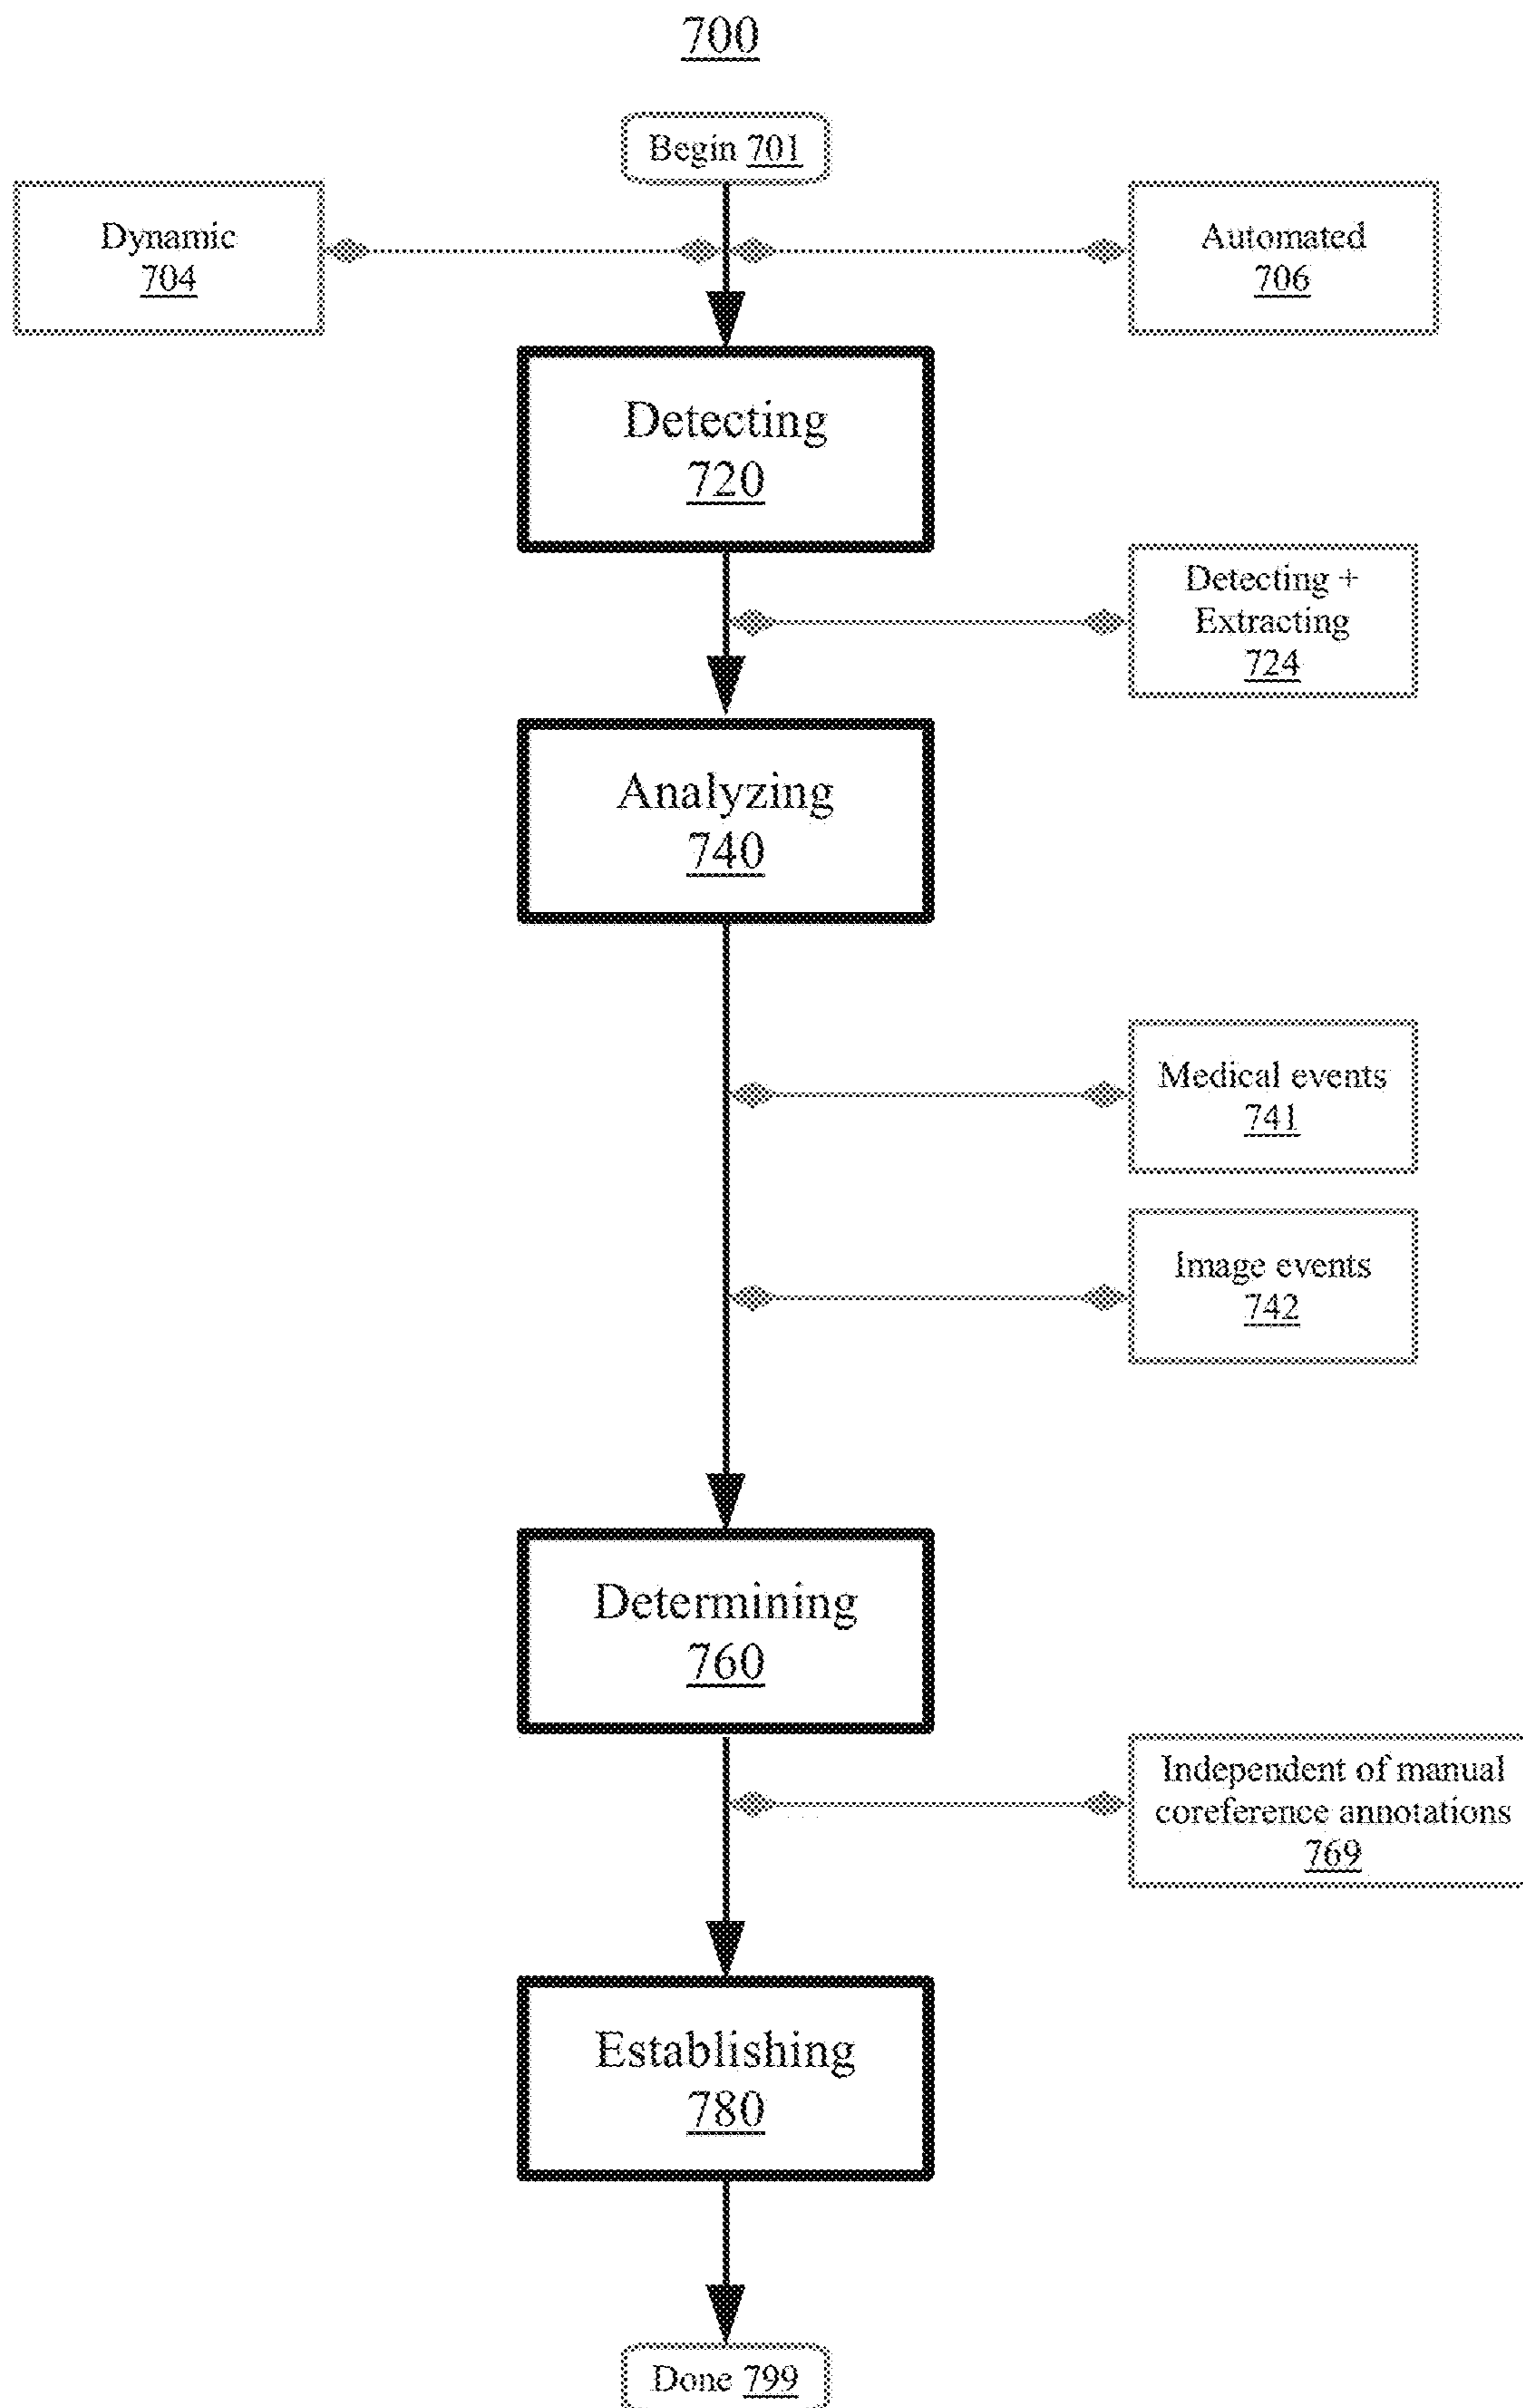 700
Begin 701
Dynamic
704
Automated
706
Detecting
720
Detecting +
Extracting
724
Analyzing
740
Medical events
741
Image events
742
Determining
760
Independent of manual
coreference annotations
769
Establishing
780
Done 799